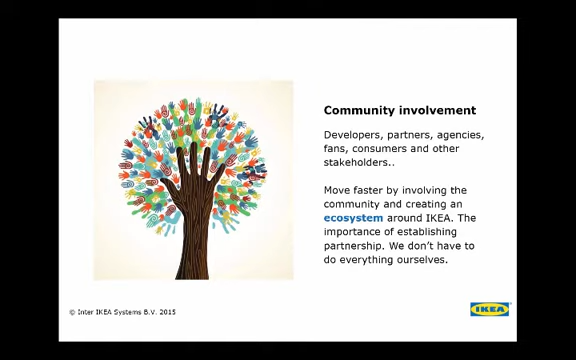 Community involvement
Developers, partners, agencies,
fans, consumers and other
stakeholders..
Move faster by involving the
community and creating an
ecosystem around IKEA. The
importance of establishing
partnership. We don't have to
do everything ourselves.
© Inter IKEA Systems B.V. 2015
IKEA